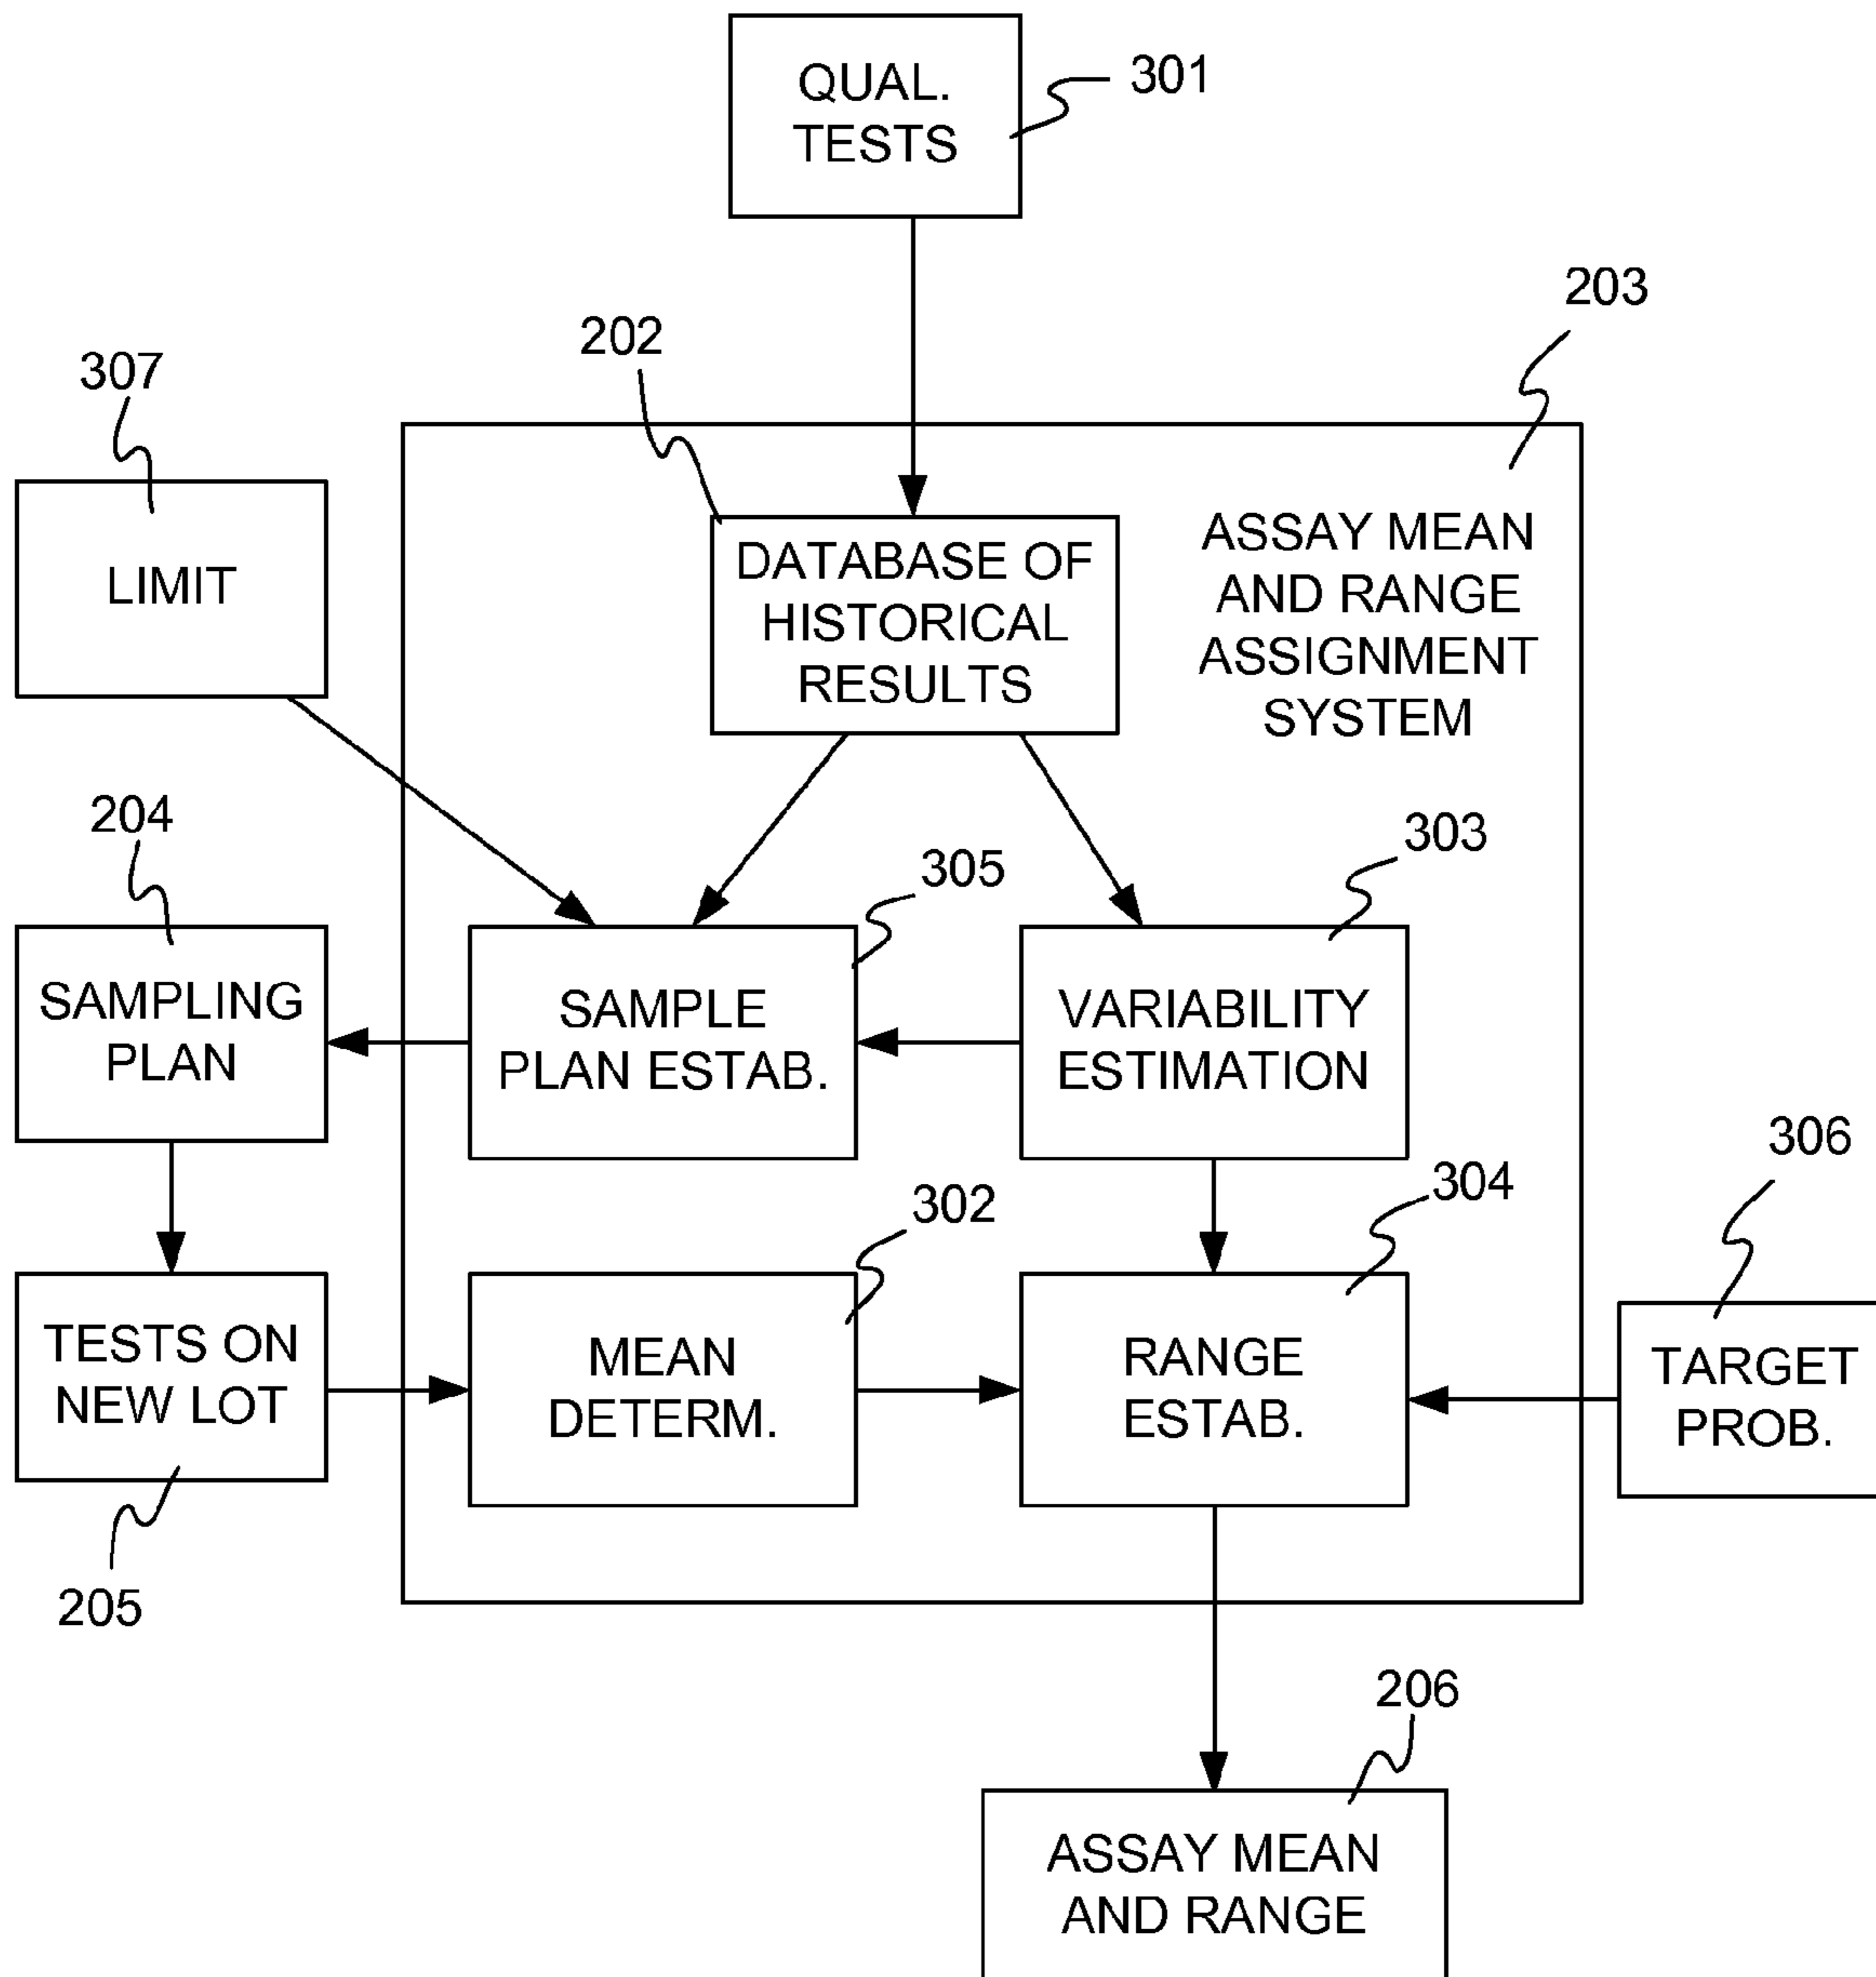 QUAL.
TESTS
301
203
202
307
LIMIT
DATABASE OF
HISTORICAL
RESULTS
ASSAY MEAN
AND RANGE
ASSIGNMENT
SYSTEM
204
305
303
SAMPLING
PLAN
SAMPLE
PLAN ESTAB.
VARIABILITY
ESTIMATION
306
302
304
TESTS ON
NEW LOT
MEAN
DETERM.
RANGE
ESTAB.
TARGET
PROB.
205
206
ASSAY MEAN
AND RANGE